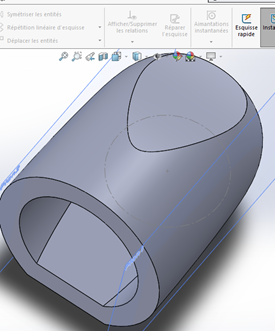 Symétriser les entités
Répétition linéaire d'esquisse
Déplacer les entités
Afficher/Supprimer
les relations
Réparer
l'esquisse
Aimantations
instantanées
Esquisse
rapide
Insta